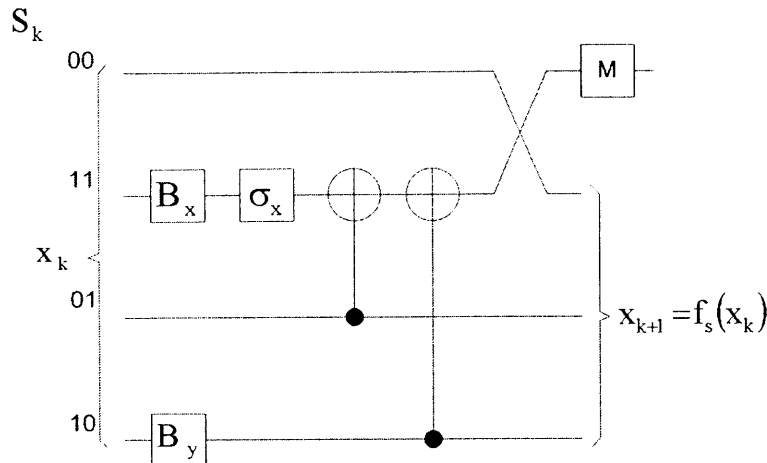 S_k
00
M
11
B_x
σ_x
x_k
01
x_{k+1} = f_s(x_k)
10
B_y